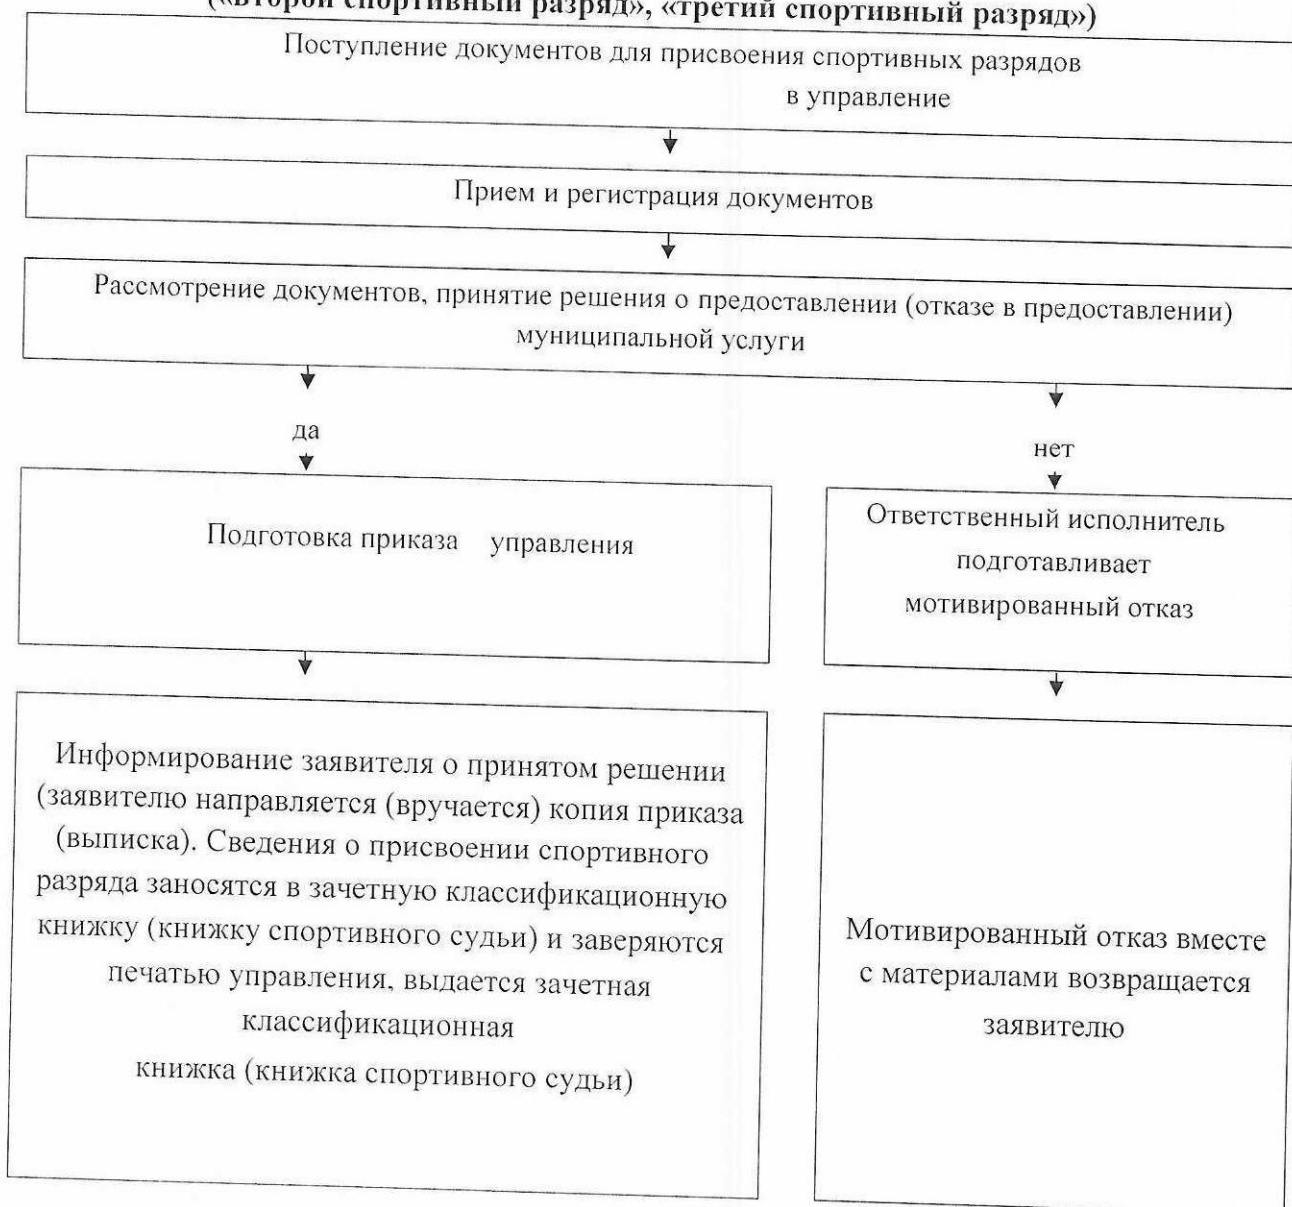 («второй спортивный разряд», «третий спортивный разряд»)
Поступление документов для присвоения спортивных разрядов
в управление
Прием и регистрация документов
Рассмотрение документов, принятие решения о предоставлении (отказе в предоставлении)
муниципальной услуги
да
нет
Подготовка приказа управления
Ответственный исполнитель
подготавливает
мотивированный отказ
Информирование заявителя о принятом решении
(заявителю направляется (вручается) копия приказа
(выписка). Сведения о присвоении спортивного
разряда заносятся в зачетную классификационную
книжку (книжку спортивного судьи) и заверяются
печатью управления, выдается зачетная
классификационная
книжка (книжка спортивного судьи)
Мотивированный отказ вместе
с материалами возвращается
заявителю